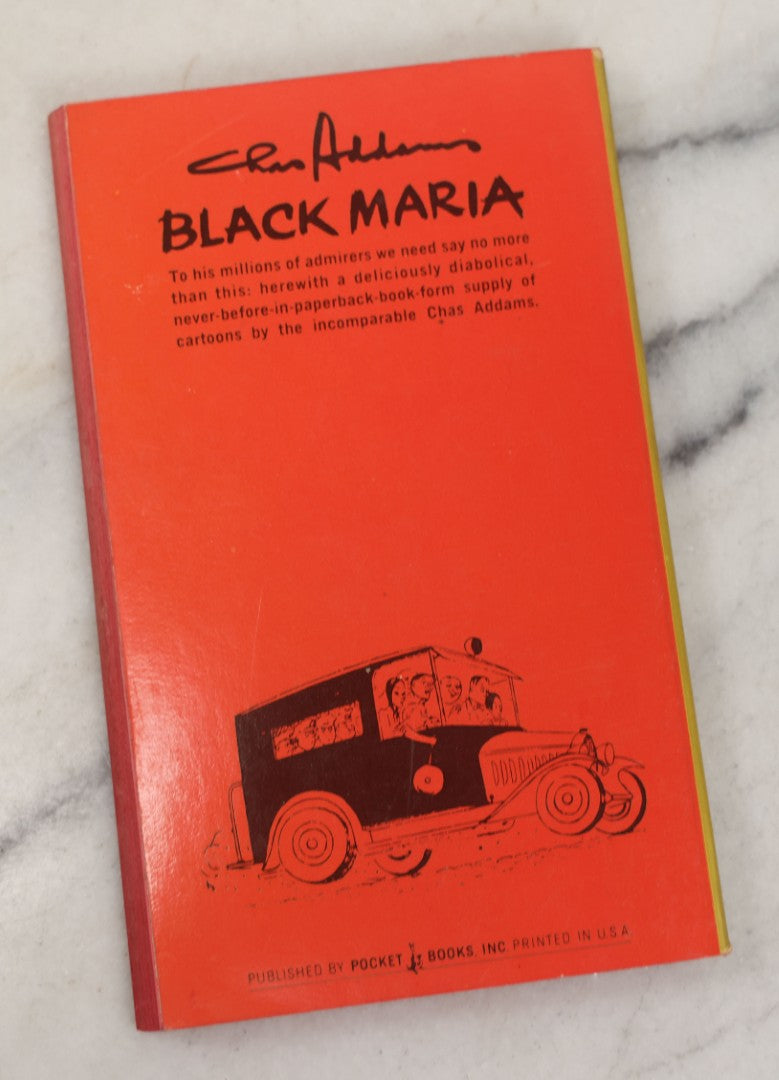 Chas Addams
BLACK MARIA
To his millions of admirers we need say no more
than this: herewith a deliciously diabolical,
never-before-in-paperback-book-form supply of
cartoons by the incomparable Chas Addams.
PUBLISHED BY POCKET BOOKS, INC. PRINTED IN U.S.A.